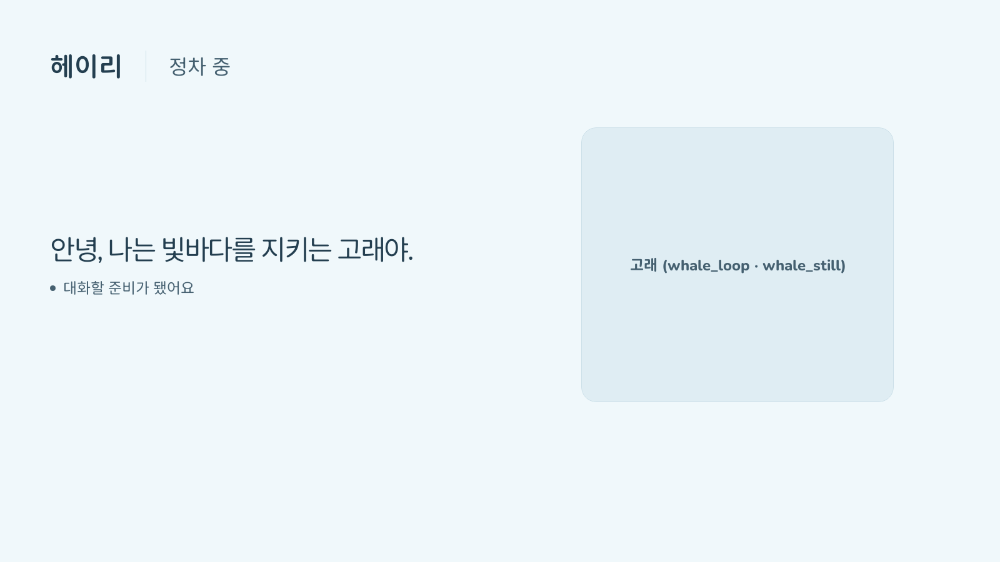 헤이리
정차 중
안녕, 나는 빛바다를 지키는 고래야.
대화할 준비가 됐어요
고래 (whale_loop · whale_still)